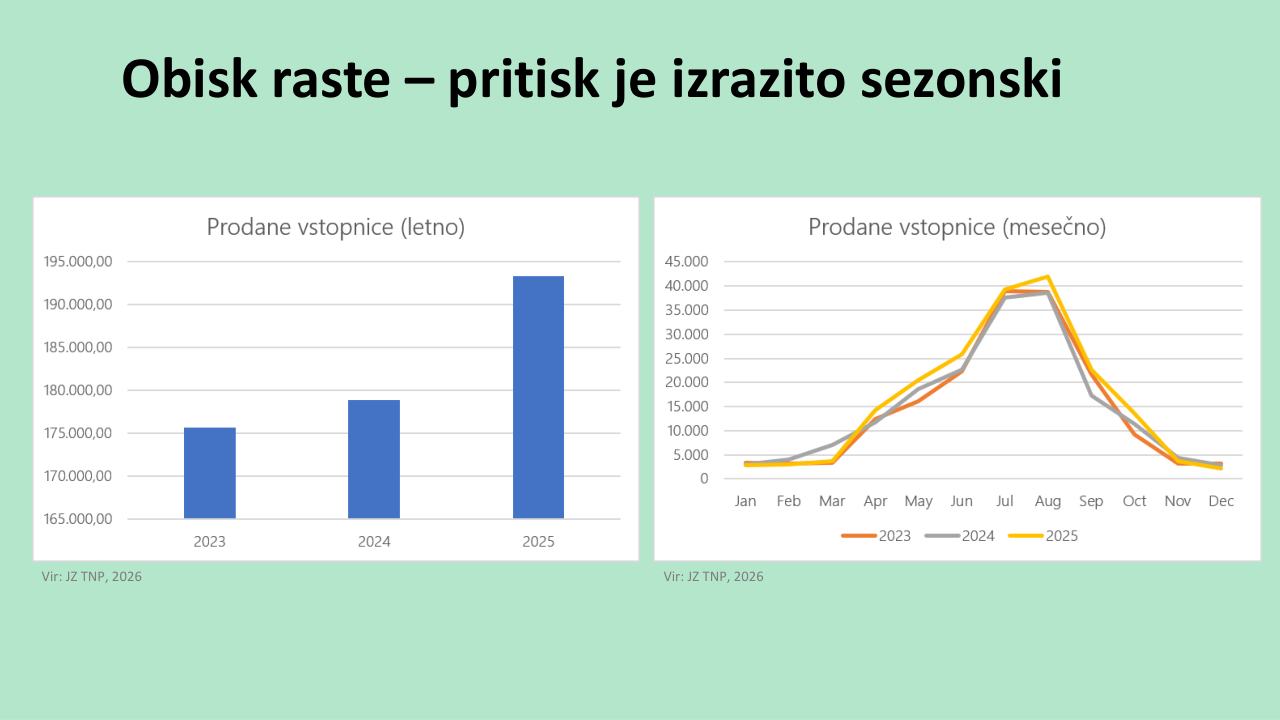 Obisk raste – pritisk je izrazito sezonski
Prodane vstopnice (letno)
195.000,00
190.000,00
185.000,00
180.000,00
175.000,00
170.000,00
165.000,00
2023 2024 2025
Vir: JZ TNP, 2026
Prodane vstopnice (mesečno)
45.000
40.000
35.000
30.000
25.000
20.000
15.000
10.000
5.000
0
Jan Feb Mar Apr May Jun Jul Aug Sep Oct Nov Dec
2023 2024 2025
Vir: JZ TNP, 2026